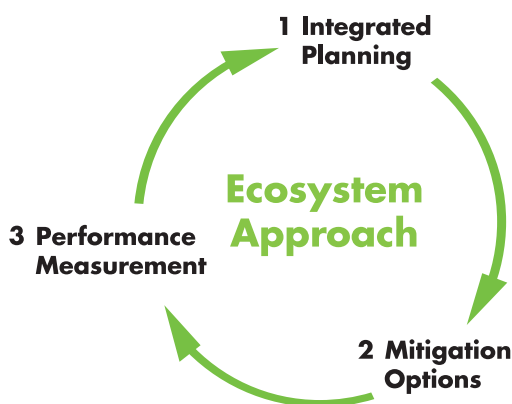 1 Integrated
Planning
Ecosystem
Approach
3 Performance
Measurement
2 Mitigation
Options